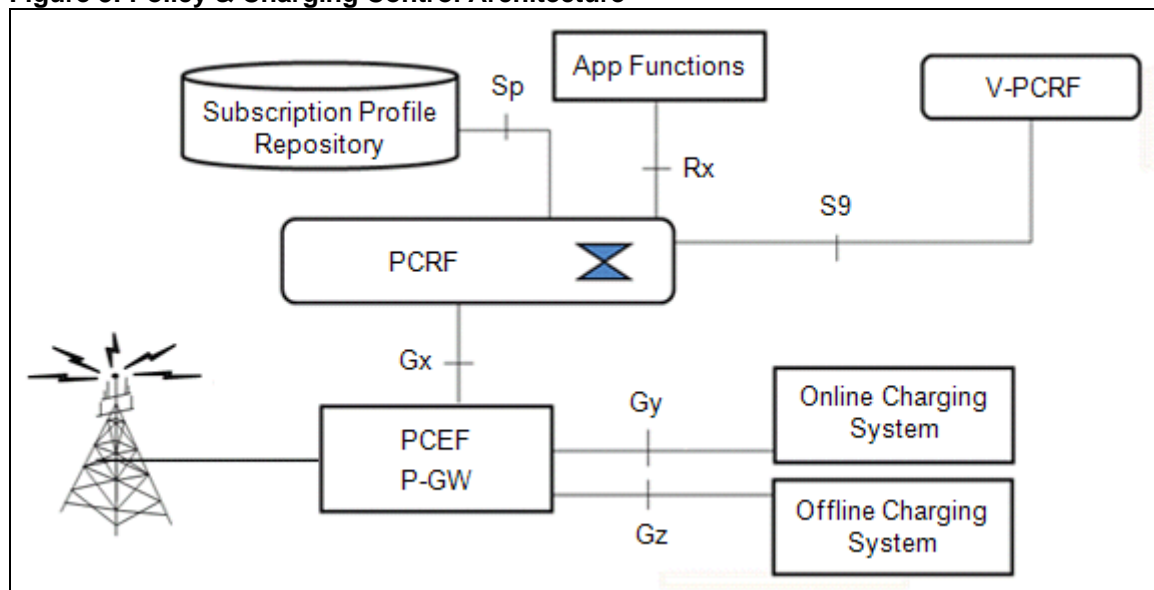 Figure 3: Policy & Charging Control Architecture
Subscription Profile
Repository
Sp
App Functions
V-PCRF
Rx
S9
PCRF
Gx
PCEF
P-GW
Gy
Online Charging
System
Gz
Offline Charging
System